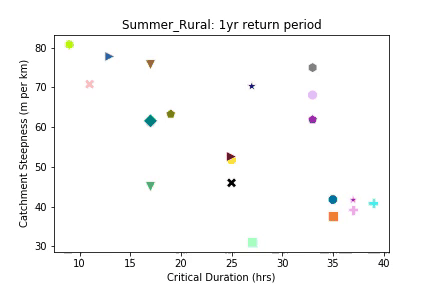 Summer_Rural: 1yr return period
80
70
60
50
40
30
Catchment Steepness (m per km)
10 15 20 25 30 35 40
Critical Duration (hrs)